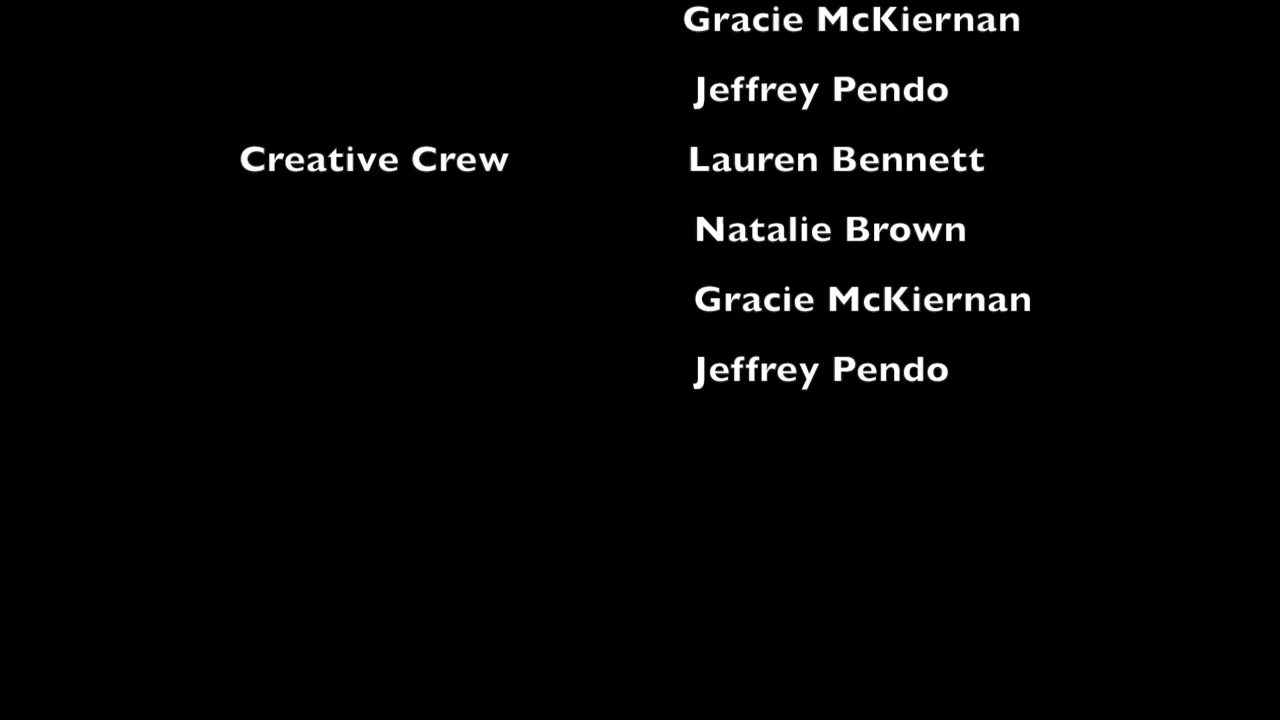 Gracie McKiernan
Jeffrey Pendo
Creative Crew Lauren Bennett
Natalie Brown
Gracie McKiernan
Jeffrey Pendo